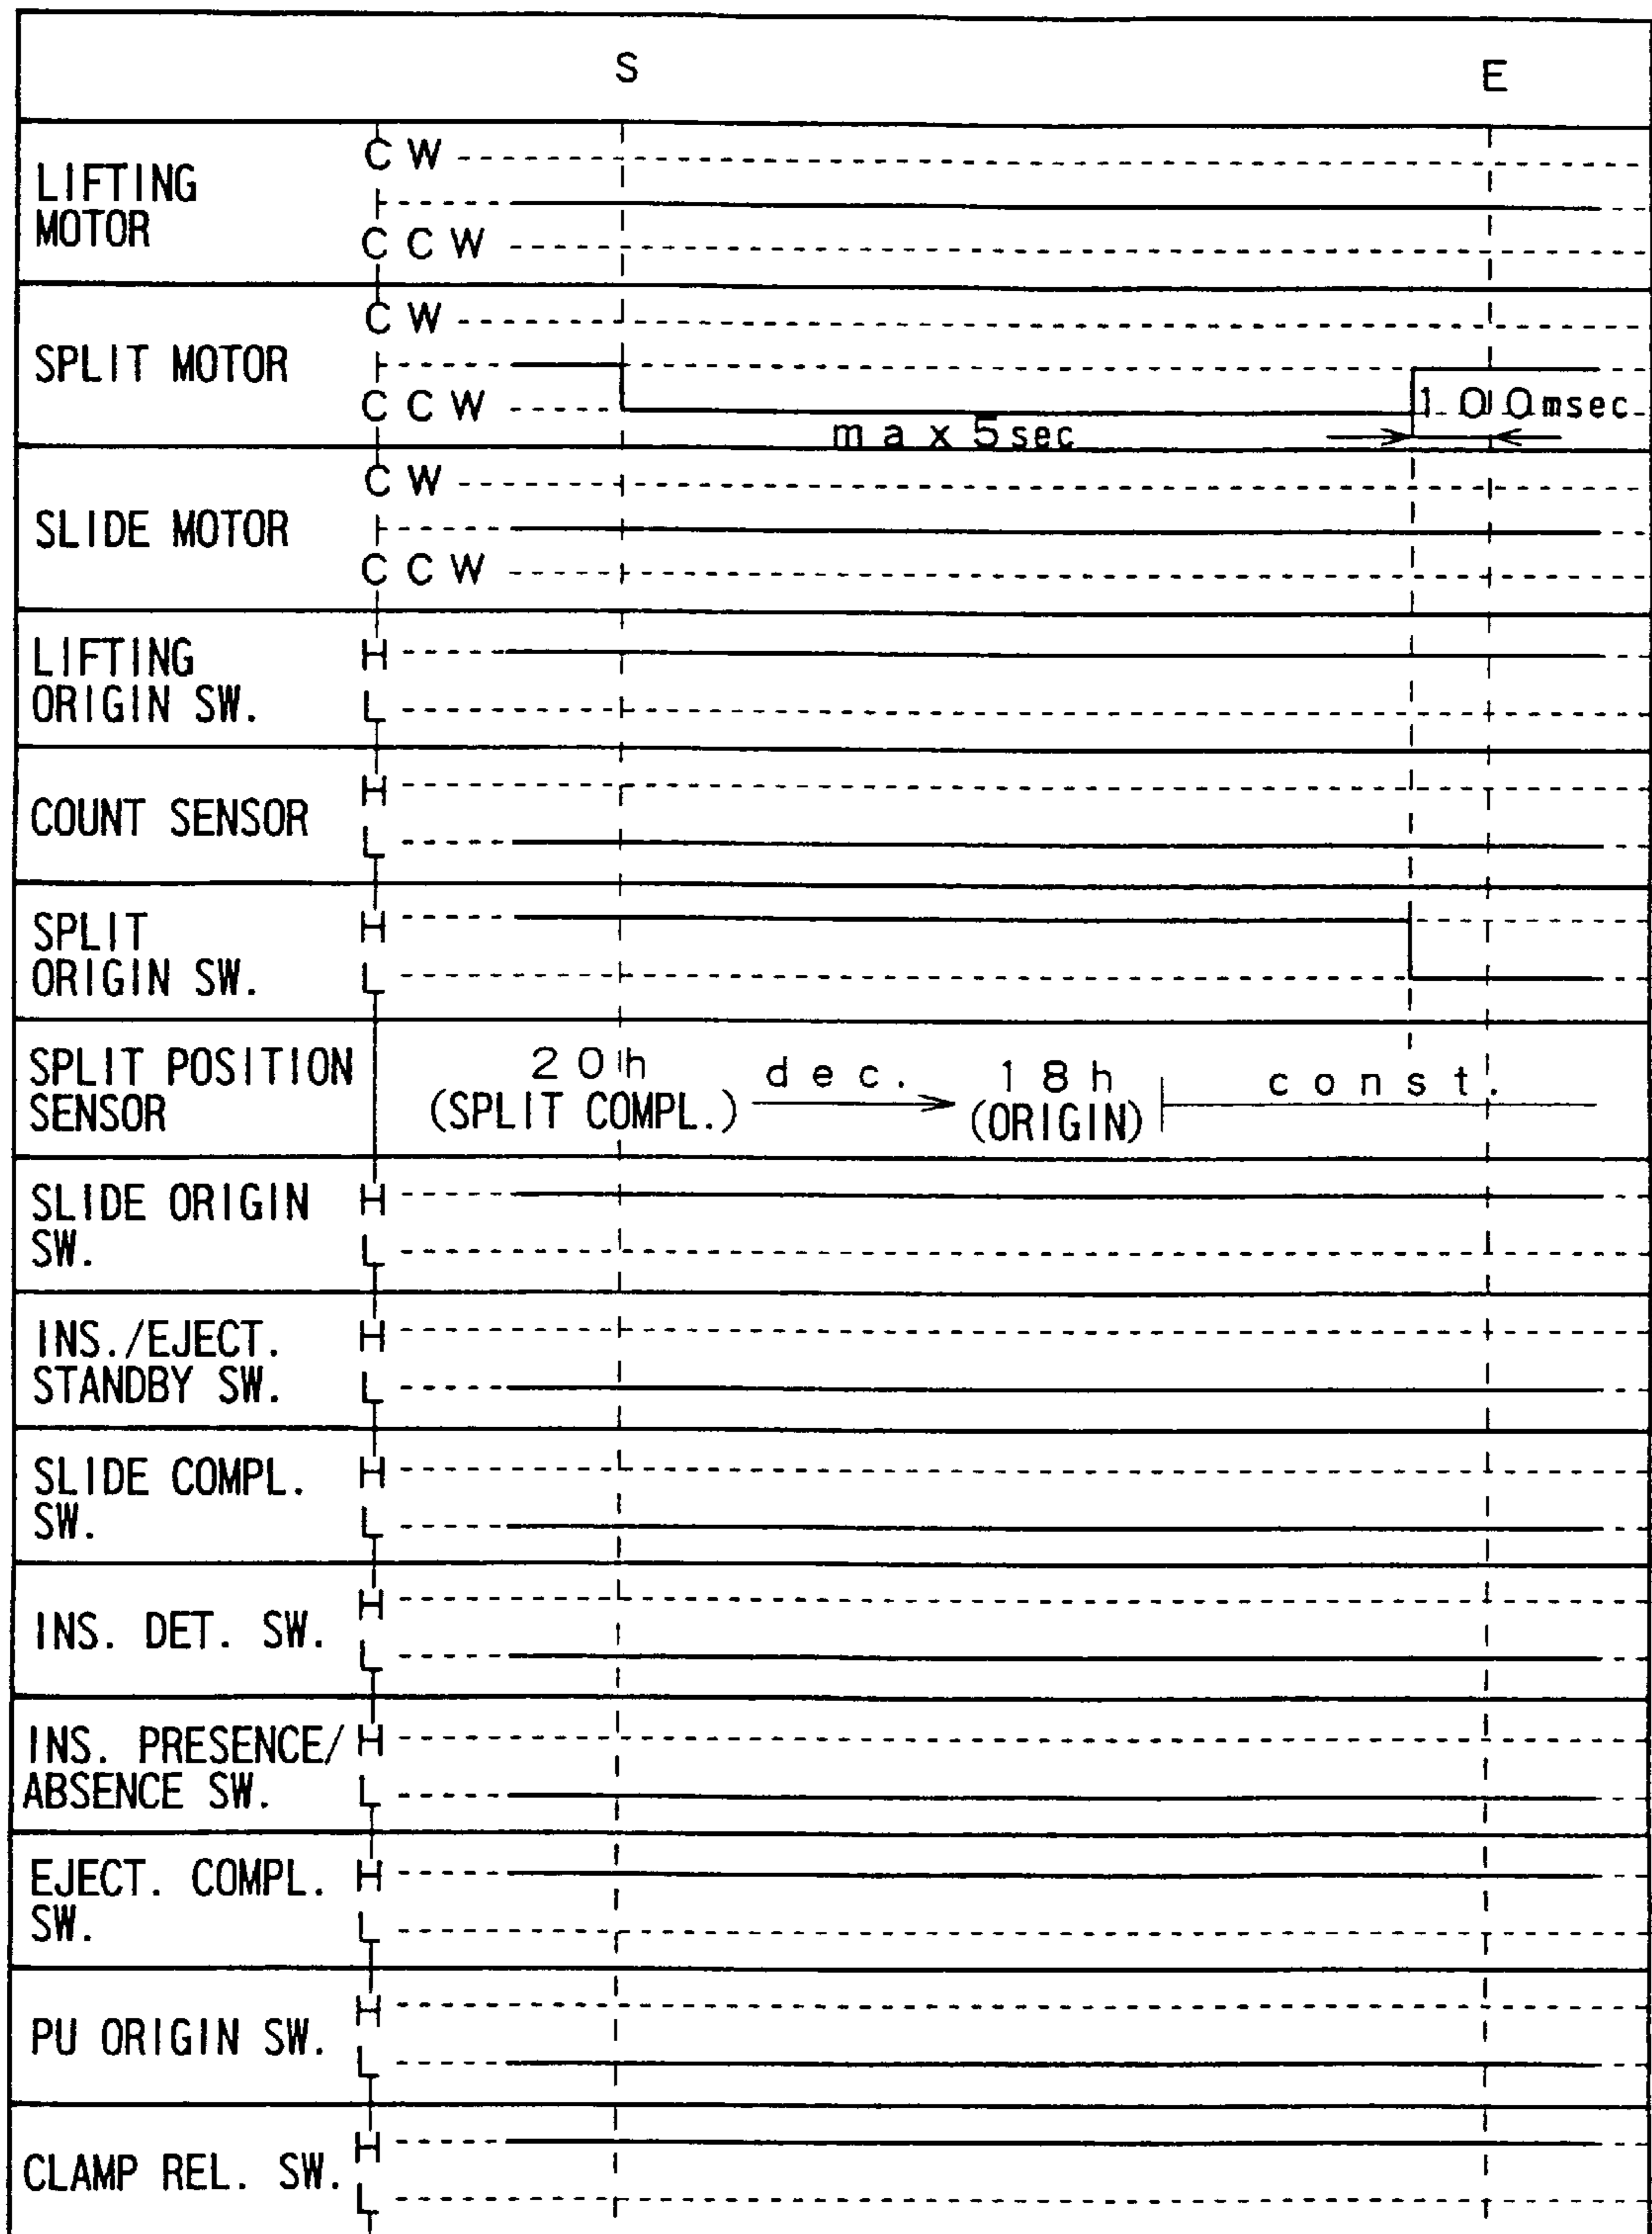 S E
LIFTING
MOTOR
CW
CCW
SPLIT MOTOR
CW
CCW
max 5sec
100msec
SLIDE MOTOR
CW
CCW
LIFTING
ORIGIN SW.
H
L
COUNT SENSOR
H
L
SPLIT
ORIGIN SW.
H
L
SPLIT POSITION
SENSOR
20h
(SPLIT COMPL.)
dec.
18h
(ORIGIN)
const.
SLIDE ORIGIN
SW.
H
L
INS./EJECT.
STANDBY SW.
H
L
SLIDE COMPL.
SW.
H
L
INS. DET. SW.
H
L
INS. PRESENCE/
ABSENCE SW.
H
L
EJECT. COMPL.
SW.
H
L
PU ORIGIN SW.
H
L
CLAMP REL. SW.
H
L